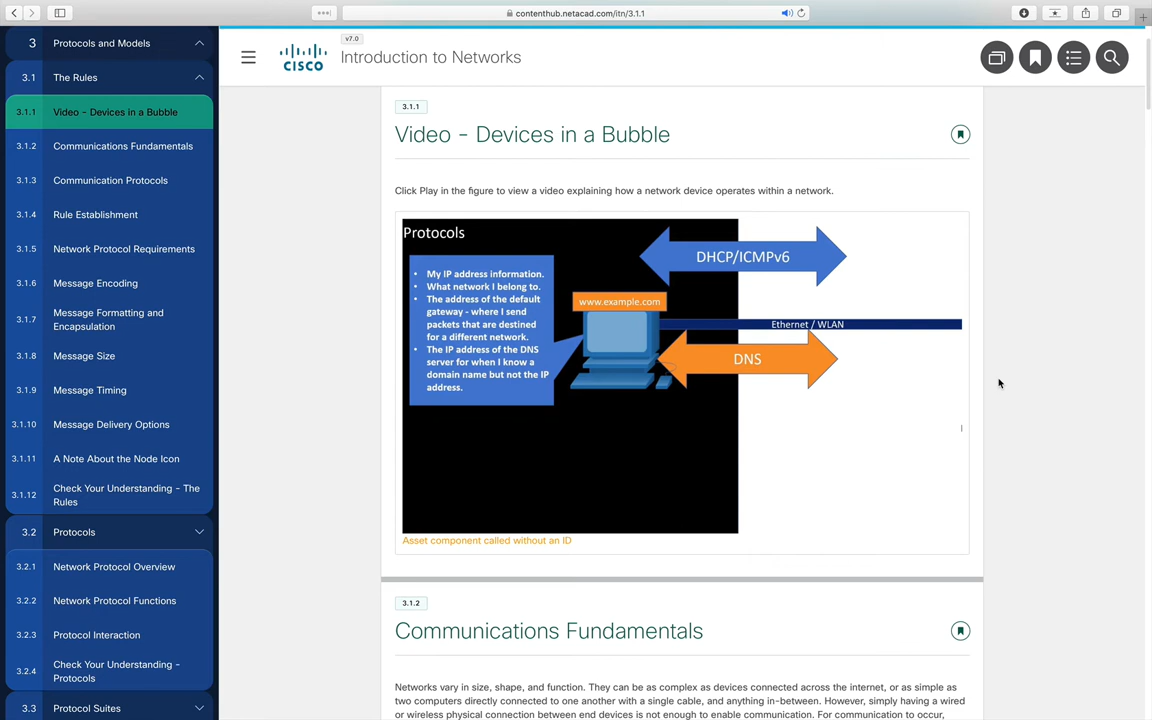 contenthub.netacad.com/itn/3.1.1
3 Protocols and Models
3.1 The Rules
3.1.1 Video - Devices in a Bubble
3.1.2 Communications Fundamentals
3.1.3 Communication Protocols
3.1.4 Rule Establishment
3.1.5 Network Protocol Requirements
3.1.6 Message Encoding
3.1.7 Message Formatting and
Encapsulation
3.1.8 Message Size
3.1.9 Message Timing
3.1.10 Message Delivery Options
3.1.11 A Note About the Node Icon
3.1.12 Check Your Understanding - The
Rules
3.2 Protocols
3.2.1 Network Protocol Overview
3.2.2 Network Protocol Functions
3.2.3 Protocol Interaction
3.2.4 Check Your Understanding -
Protocols
3.3 Protocol Suites
v7.0
CISCO
Introduction to Networks
3.1.1
Video - Devices in a Bubble
Click Play in the figure to view a video explaining how a network device operates within a network.
Protocols
• My IP address information.
• What network I belong to.
• The address of the default
gateway - where I send
packets that are destined
for a different network.
• The IP address of the DNS
server for when I know a
domain name but not the IP
address.
www.example.com
DHCP/ICMPv6
Ethernet / WLAN
DNS
Asset component called without an ID
3.1.2
Communications Fundamentals
Networks vary in size, shape, and function. They can be as complex as devices connected across the internet, or as simple as
two computers directly connected to one another with a single cable, and anything in-between. However, simply having a wired
or wireless physical connection between end devices is not enough to enable communication. For communication to occur,